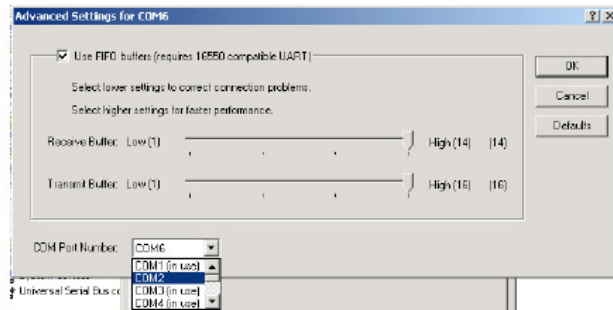 Advanced Settings for COM6
Use FIFO buffers (requires 16550 compatible UART)
OK
Select lower settings to correct connection problems.
Cancel
Select higher settings for faster performance.
Defaults
Receive Buffer: Low (1) High (14) (14)
Transmit Buffer: Low (1) High (16) (16)
COM Port Number: COM6
COM1 (in use)
COM2
COM3 (in use)
COM4 (in use)
Universal Serial Bus co